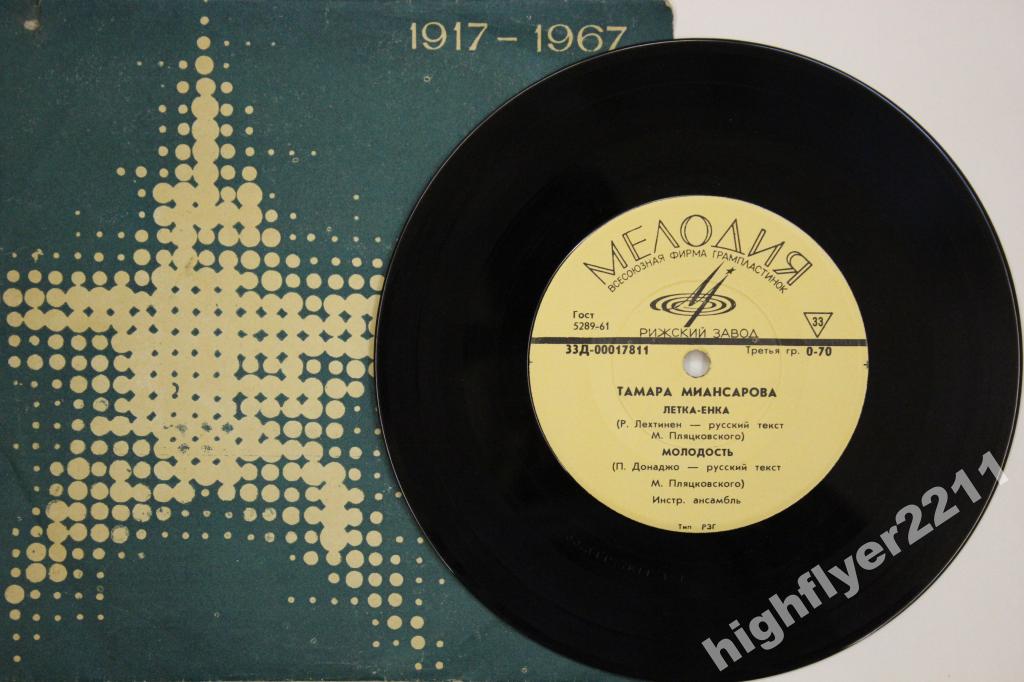 1917 - 1967
МЕЛОДИЯ
ВСЕСОЮЗНАЯ ФИРМА ГРАМПЛАСТИНОК
Гост
5289-61
33
РИЖСКИЙ ЗАВОД
33Д-00017811 Третья гр. 0-70
ТАМАРА МИАНСАРОВА
ЛЕТКА-ЕНКА
(Р. Лехтинен — русский текст
М. Пляцковского)
МОЛОДОСТЬ
(П. Донаджо — русский текст
М. Пляцковского)
Инстр. ансамбль
Тип РЗГ
highflyer2211